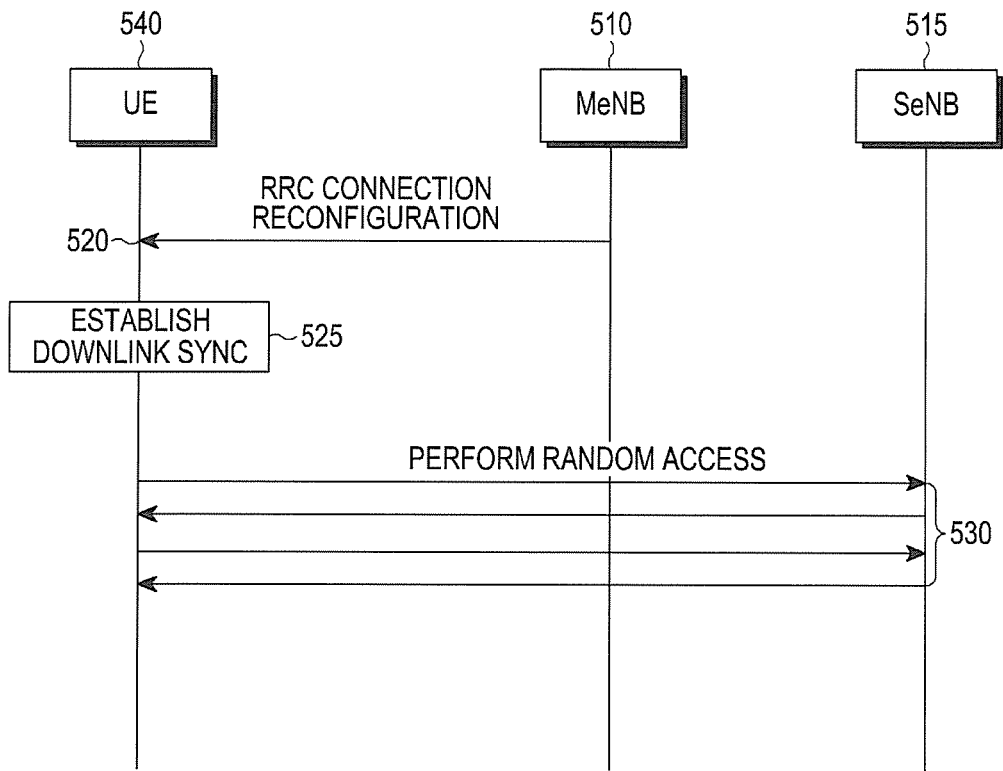 540
510
515
UE
MeNB
SeNB
RRC CONNECTION
RECONFIGURATION
520
ESTABLISH
DOWNLINK SYNC
525
PERFORM RANDOM ACCESS
530